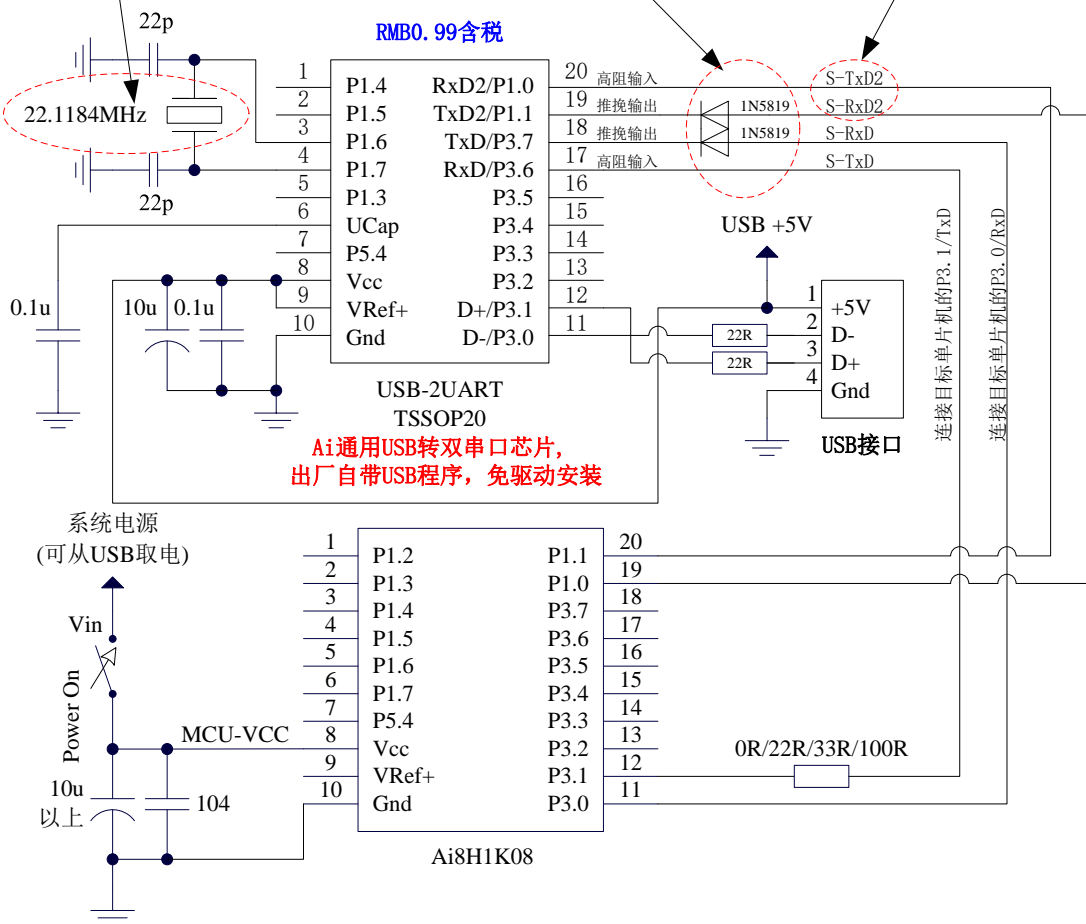 RMB0.99含税
22p
22.1184MHz
22p
1 P1.4 RxD2/P1.0 20 高阻输入 S-TxD2
2 P1.5 TxD2/P1.1 19 推挽输出 1N5819 S-RxD2
3 P1.6 TxD/P3.7 18 推挽输出 1N5819 S-RxD
4 P1.7 RxD/P3.6 17 高阻输入 S-TxD
5 P1.3 P3.5 16
6 UCap P3.4 15
7 P5.4 P3.3 14
8 Vcc P3.2 13
9 VRef+ D+/P3.1 12
10 Gnd D-/P3.0 11
0.1u
10u
0.1u
USB +5V
1 +5V
2 D-
3 D+
4 Gnd
22R
22R
USB接口
连接目标单片机的P3.1/TxD
连接目标单片机的P3.0/RxD
USB-2UART
TSSOP20
Ai通用USB转双串口芯片,
出厂自带USB程序，免驱动安装
系统电源
(可从USB取电)
Vin
Power On
MCU-VCC
10u
以上
104
1 P1.2 P1.1 20
2 P1.3 P1.0 19
3 P1.4 P3.7 18
4 P1.5 P3.6 17
5 P1.6 P3.5 16
6 P1.7 P3.4 15
7 P5.4 P3.3 14
8 Vcc P3.2 13
9 VRef+ P3.1 12
10 Gnd P3.0 11
0R/22R/33R/100R
Ai8H1K08